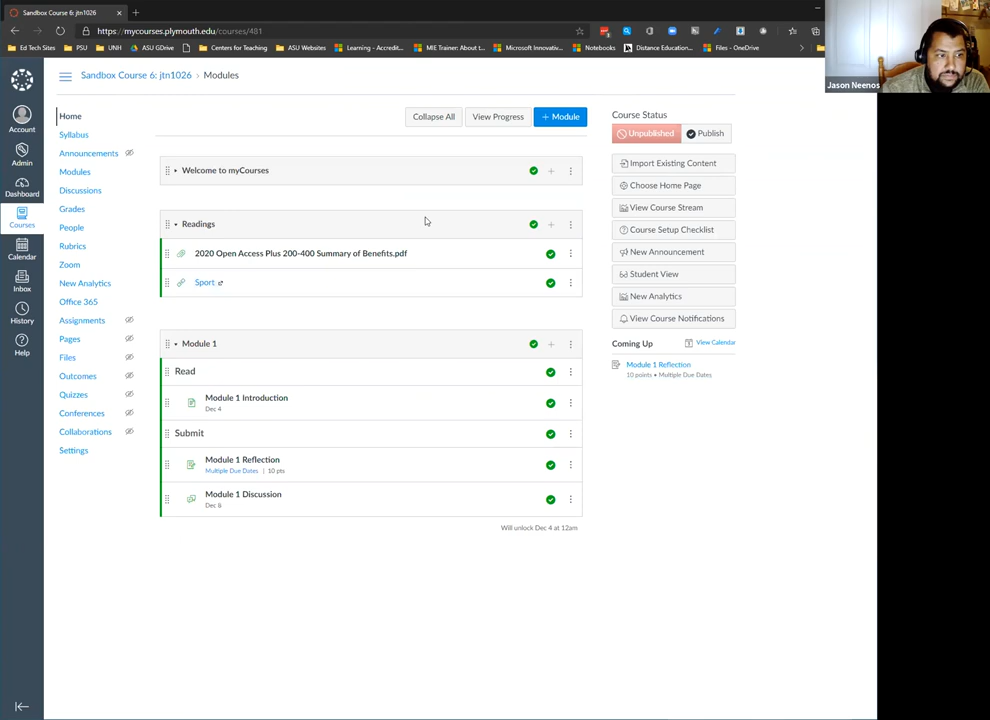 Sandbox Course 6: jtn1026
https://mycourses.plymouth.edu/courses/481
Ed Tech Sites
PSU
UNH
ASU GDrive
Centers for Teaching
ASU Websites
Learning - Accredit...
MIE Trainer: About t...
Microsoft Innovativ...
Notebooks
Distance Education...
Files - OneDrive
Jason Neenos
Account
Admin
Dashboard
Courses
Calendar
Inbox
History
Help
Sandbox Course 6: jtn1026 › Modules
Home
Syllabus
Announcements
Modules
Discussions
Grades
People
Rubrics
Zoom
New Analytics
Office 365
Assignments
Pages
Files
Outcomes
Quizzes
Conferences
Collaborations
Settings
Collapse All
View Progress
+ Module
Welcome to myCourses
Readings
2020 Open Access Plus 200-400 Summary of Benefits.pdf
Sport
Module 1
Read
Module 1 Introduction
Dec 4
Submit
Module 1 Reflection
Multiple Due Dates | 10 pts
Module 1 Discussion
Dec 8
Will unlock Dec 4 at 12am
Course Status
Unpublished
Publish
Import Existing Content
Choose Home Page
View Course Stream
Course Setup Checklist
New Announcement
Student View
New Analytics
View Course Notifications
Coming Up
View Calendar
Module 1 Reflection
10 points • Multiple Due Dates